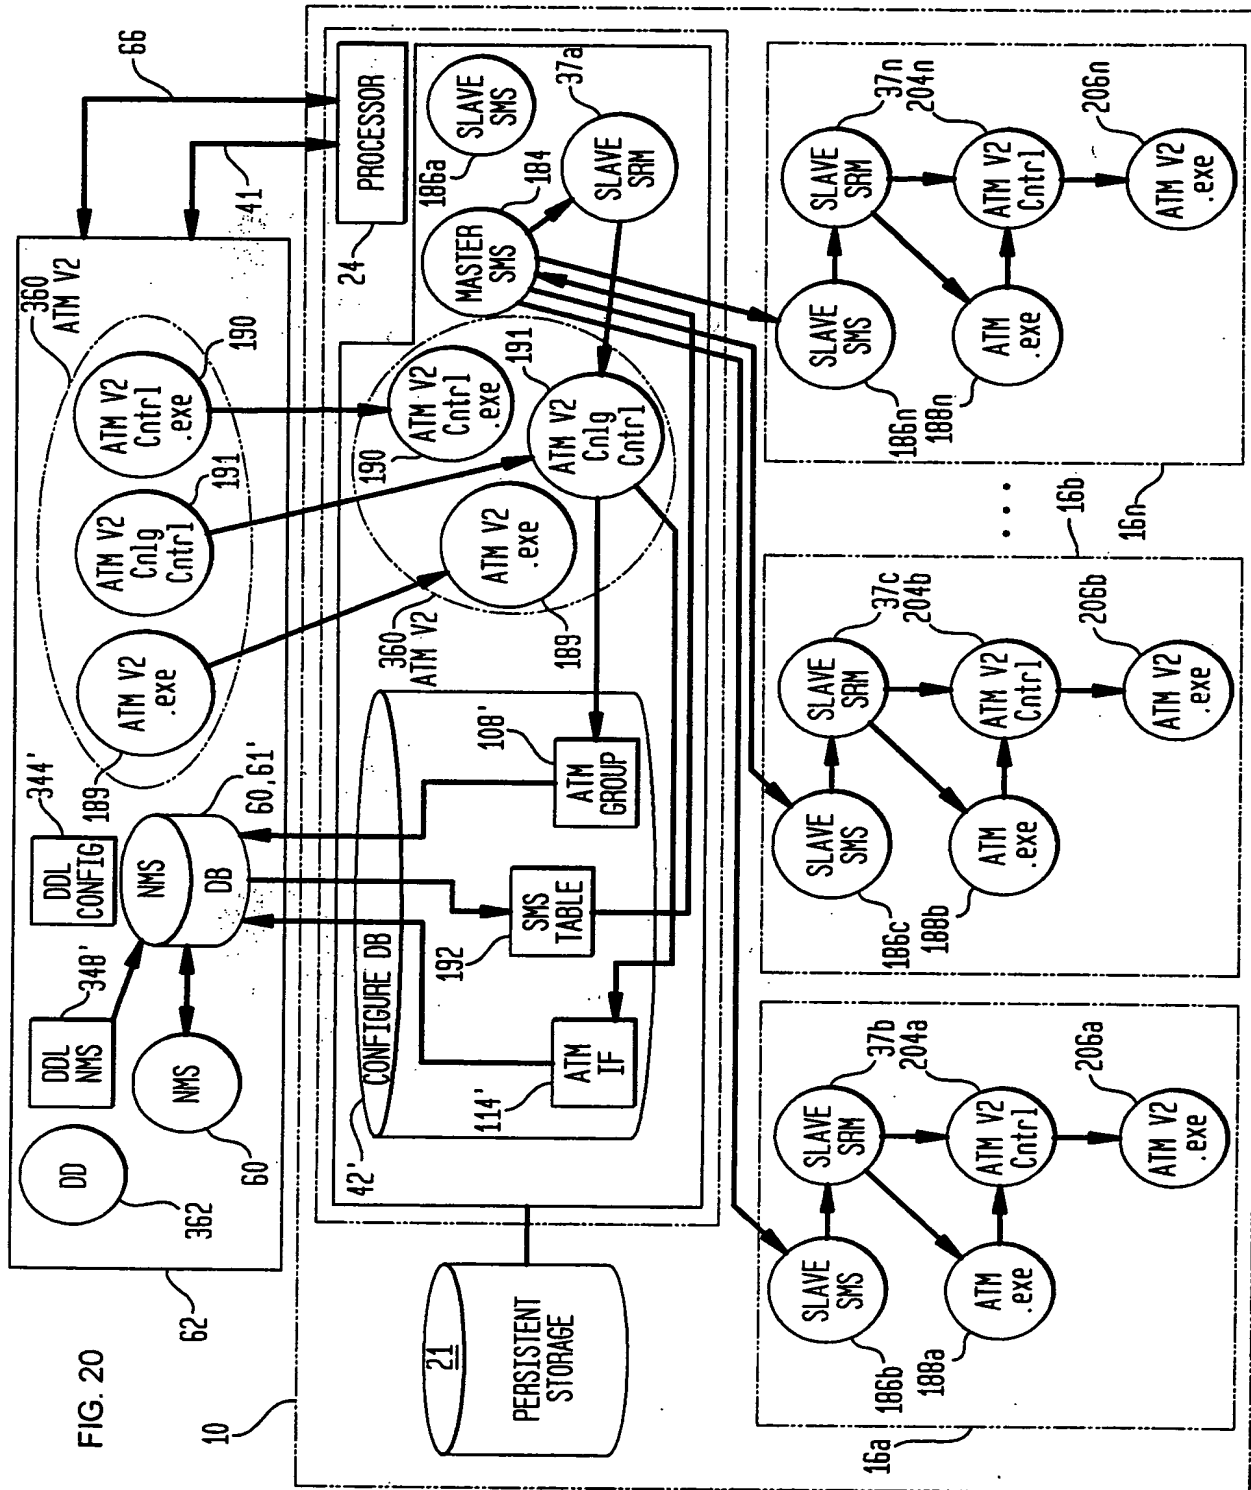 FIG. 20
10
62
DD
362
DDL
NMS
348'
NMS
60
DDL
CONFIG
344'
NMS
DB
60,61'
189
ATM V2
.exe
ATM V2
Cnlg
Cntrl
191
ATM V2
Cntrl
.exe
190
360
ATM V2
41
66
21
PERSISTENT
STORAGE
42'
CONFIGURE DB
114'
ATM
IF
192
SMS
TABLE
108'
ATM
GROUP
360
ATM V2
189
ATM V2
.exe
190
ATM V2
Cntrl
.exe
191
ATM V2
Cnlg
Cntrl
24
PROCESSOR
MASTER
SMS
184
186a
SLAVE
SMS
SLAVE
SRM
37a
16a
SLAVE
SMS
186b
SLAVE
SRM
37b
204a
ATM
.exe
188a
ATM V2
Cntrl
206a
ATM V2
.exe
SLAVE
SMS
186c
SLAVE
SRM
37c
204b
ATM
.exe
188b
ATM V2
Cntrl
206b
ATM V2
.exe
16b
16n
SLAVE
SMS
186n
SLAVE
SRM
37n
204n
ATM
.exe
188n
ATM V2
Cntrl
206n
ATM V2
.exe